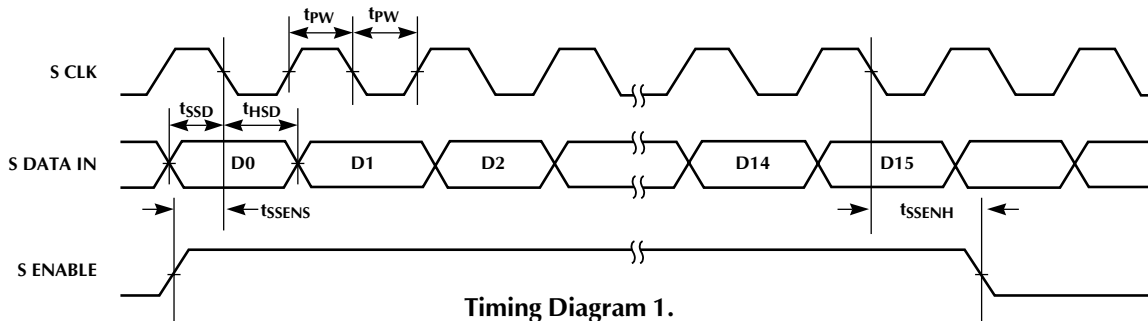 tPW tPW
S CLK
tSSD tHSD
S DATA IN D0 D1 D2 D14 D15
tSSENS tSSENH
S ENABLE
Timing Diagram 1.